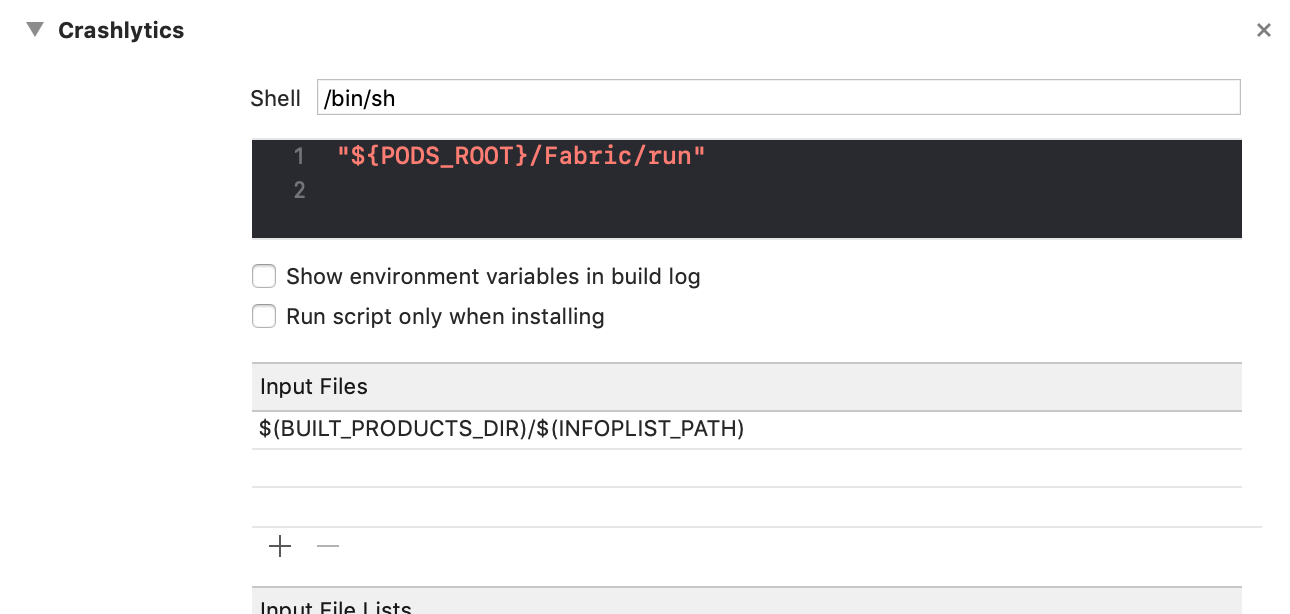 Crashlytics
Shell /bin/sh
1 "${PODS_ROOT}/Fabric/run"
2
Show environment variables in build log
Run script only when installing
Input Files
$(BUILT_PRODUCTS_DIR)/$(INFOPLIST_PATH)
Input File Lists